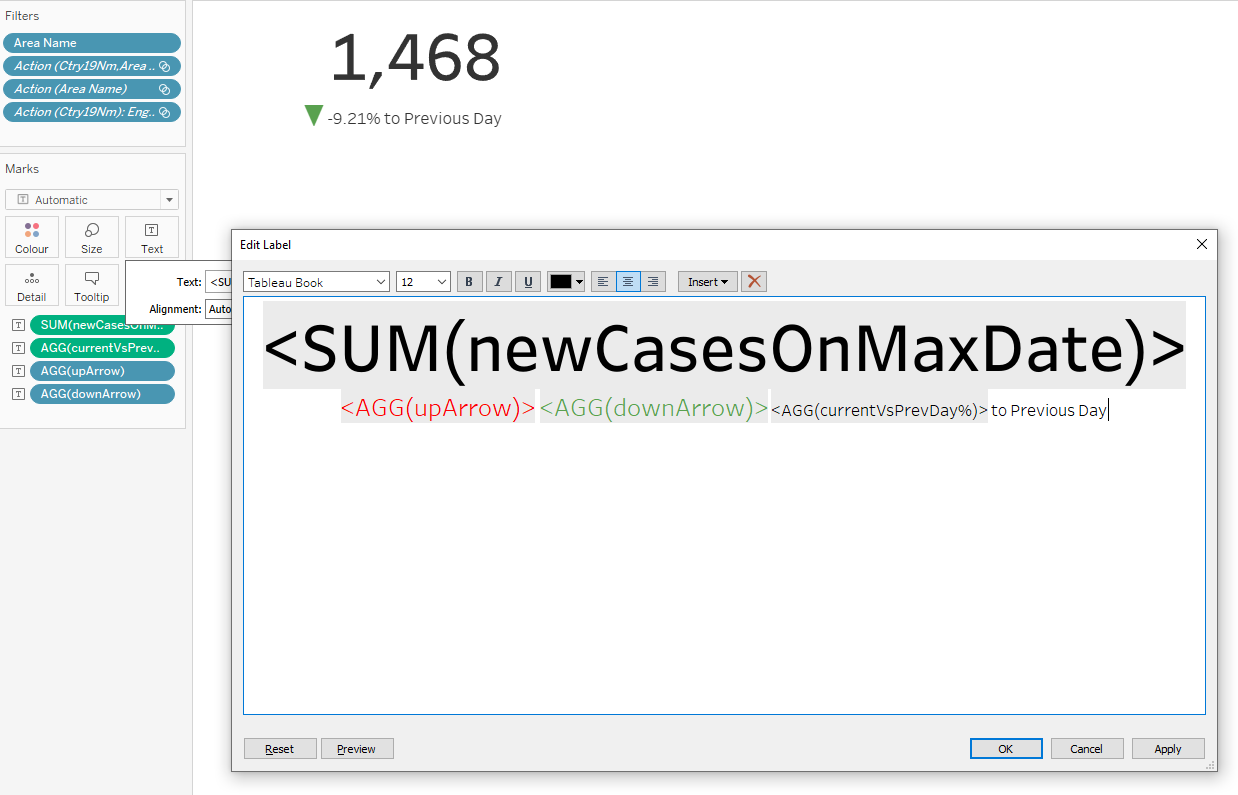 Filters
Area Name
Action (Ctry19Nm,Area ..
Action (Area Name)
Action (Ctry19Nm): Eng..
Marks
T Automatic
Colour
Size
T
Text
Detail
Tooltip
T SUM(newCasesOnM..
T AGG(currentVsPrev..
T AGG(upArrow)
T AGG(downArrow)
Text: <SU
Alignment: Auto
1,468
-9.21% to Previous Day
Edit Label
Tableau Book 12 B I U Insert
<SUM(newCasesOnMaxDate)>
<AGG(upArrow)> <AGG(downArrow)> <AGG(currentVsPrevDay%)> to Previous Day
Reset Preview OK Cancel Apply